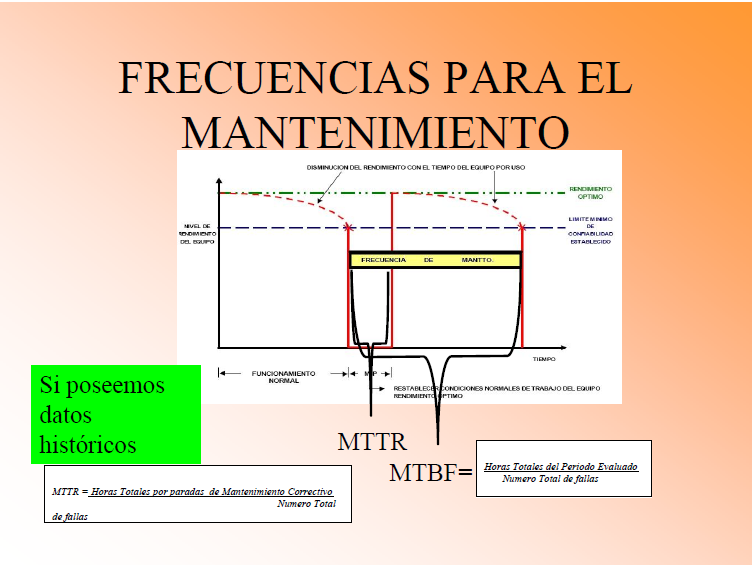 FRECUENCIAS PARA EL
MANTENIMIENTO
DISMINUCION DEL RENDIMIENTO CON EL TIEMPO DEL EQUIPO POR USO
RENDIMIENTO
OPTIMO
NIVEL DE
RENDIMIENTO
DEL EQUIPO
LIMITE MINIMO
DE
CONFIABILIDAD
ESTABLECIDO
FRECUENCIA DE MANTTO.
TIEMPO
FUNCIONAMIENTO
NORMAL
RESTABLECER CONDICIONES NORMALES DE TRABAJO DEL EQUIPO
RENDIMIENTO OPTIMO
Si poseemos
datos
históricos
MTTR
MTBF=
Horas Totales del Periodo Evaluado
Numero Total de fallas
MTTR = Horas Totales por paradas de Mantenimiento Correctivo
Numero Total
de fallas